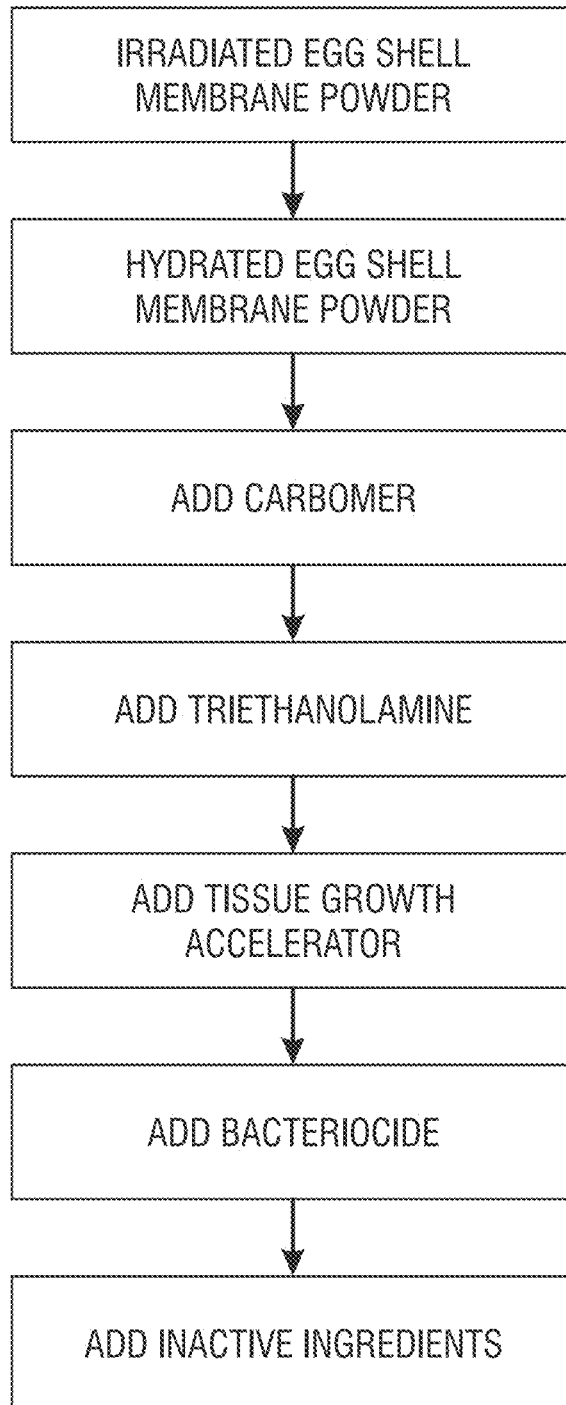 IRRADIATED EGG SHELL
MEMBRANE POWDER
HYDRATED EGG SHELL
MEMBRANE POWDER
ADD CARBOMER
ADD TRIETHANOLAMINE
ADD TISSUE GROWTH
ACCELERATOR
ADD BACTERIOCIDE
ADD INACTIVE INGREDIENTS